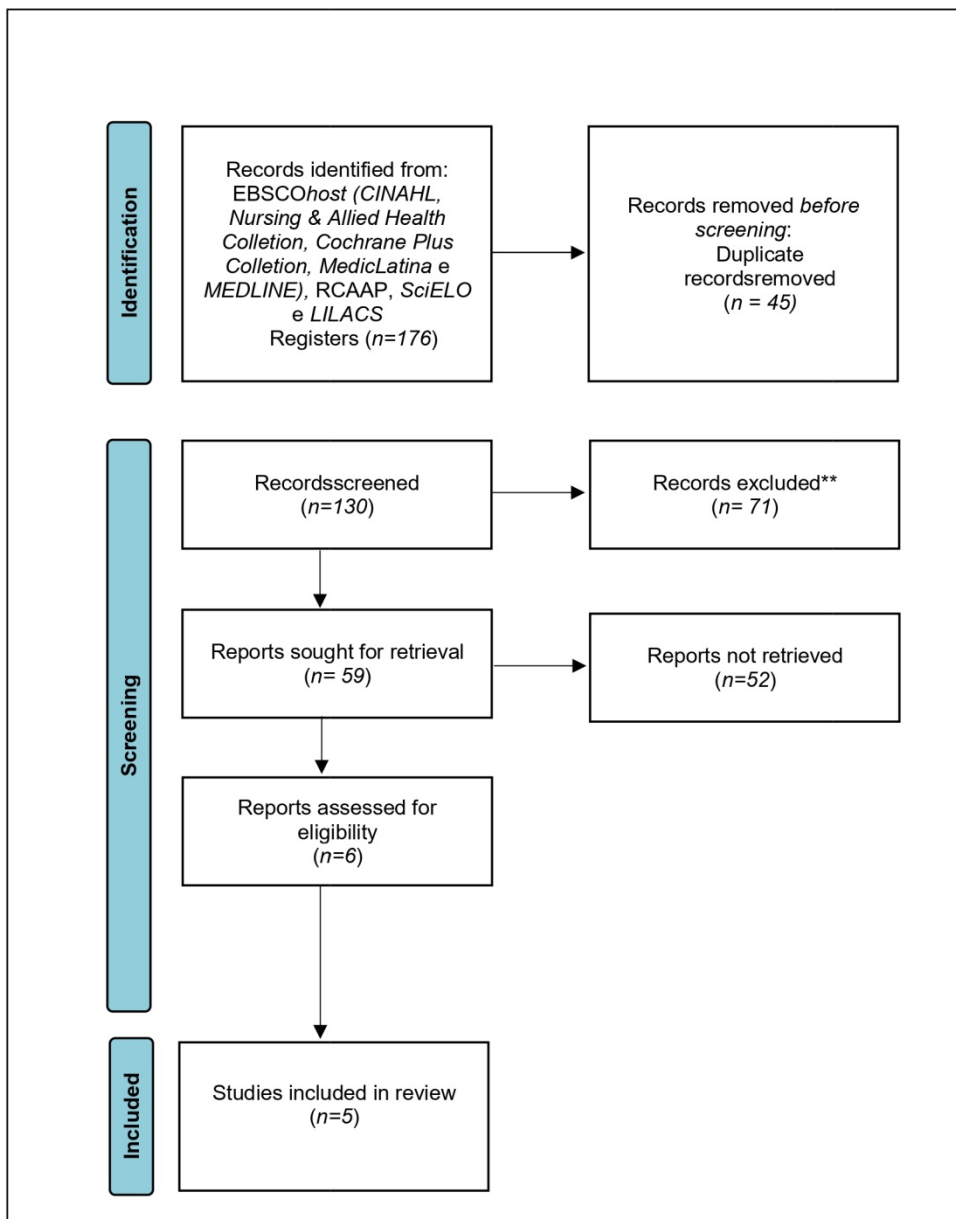 Identification
Records identified from:
EBSCOhost (CINAHL,
Nursing & Allied Health
Colletion, Cochrane Plus
Colletion, MedicLatina e
MEDLINE), RCAAP, SciELO
e LILACS
Registers (n=176)
Records removed before
screening:
Duplicate
recordsremoved
(n = 45)
Screening
Recordsscreened
(n=130)
Records excluded**
(n= 71)
Reports sought for retrieval
(n= 59)
Reports not retrieved
(n=52)
Reports assessed for
eligibility
(n=6)
Included
Studies included in review
(n=5)